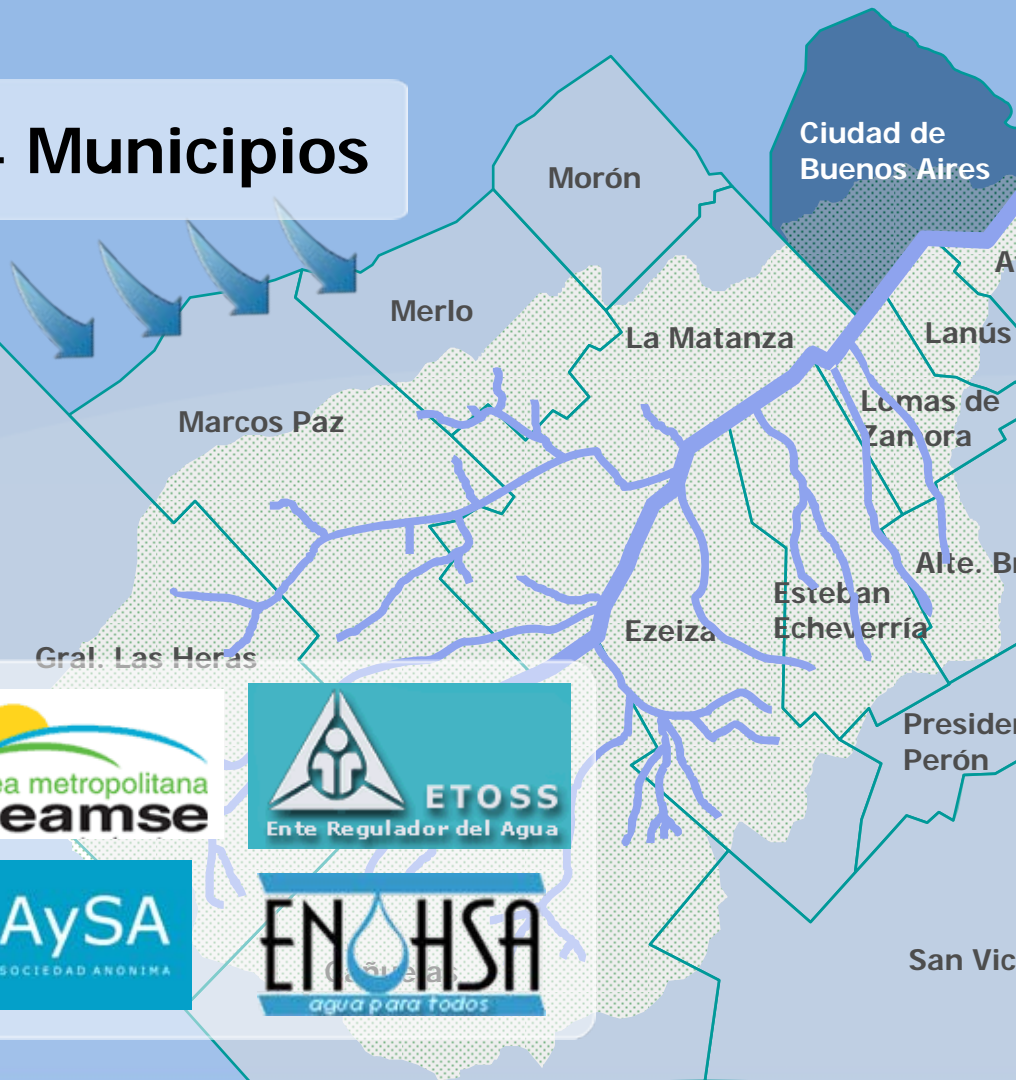 Municipios
Ciudad de
Buenos Aires
Morón
Merlo
La Matanza
Lanús
Marcos Paz
Lomas de
Zamora
Alte. Br
Esteban
Echeverría
Ezeiza
Gral. Las Heras
Presiden
Perón
San Vic
ea metropolitana
eamse
ETOSS
Ente Regulador del Agua
AySA
SOCIEDAD ANONIMA
ENOHSA
agua para todos
Cañuelas